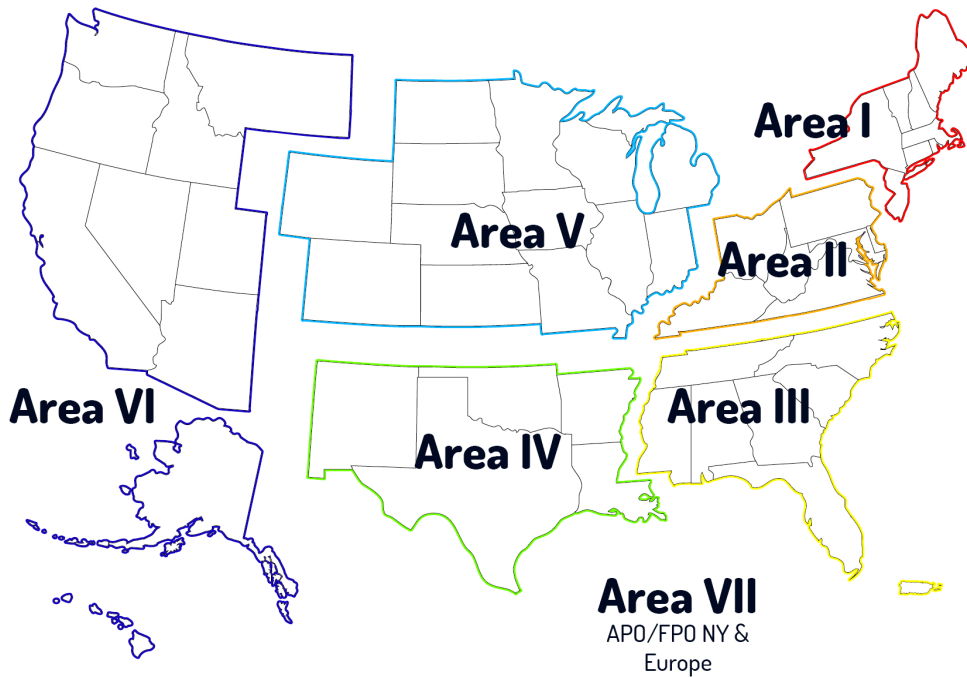 Area I
Area V
Area II
Area VI
Area III
Area IV
Area VII
APO/FPO NY &
Europe